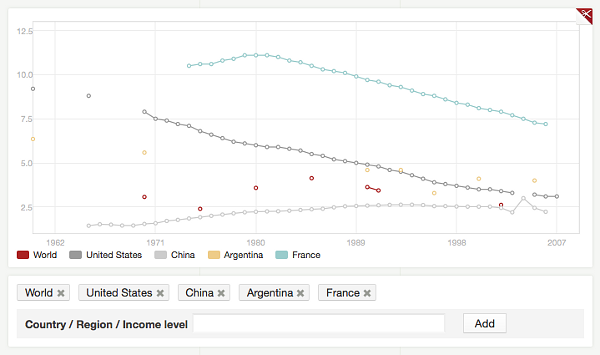 12.5
10.0
7.5
5.0
2.5
1962 1971 1980 1989 1998 2007
World United States China Argentina France
World × United States × China × Argentina × France ×
Country / Region / Income level Add